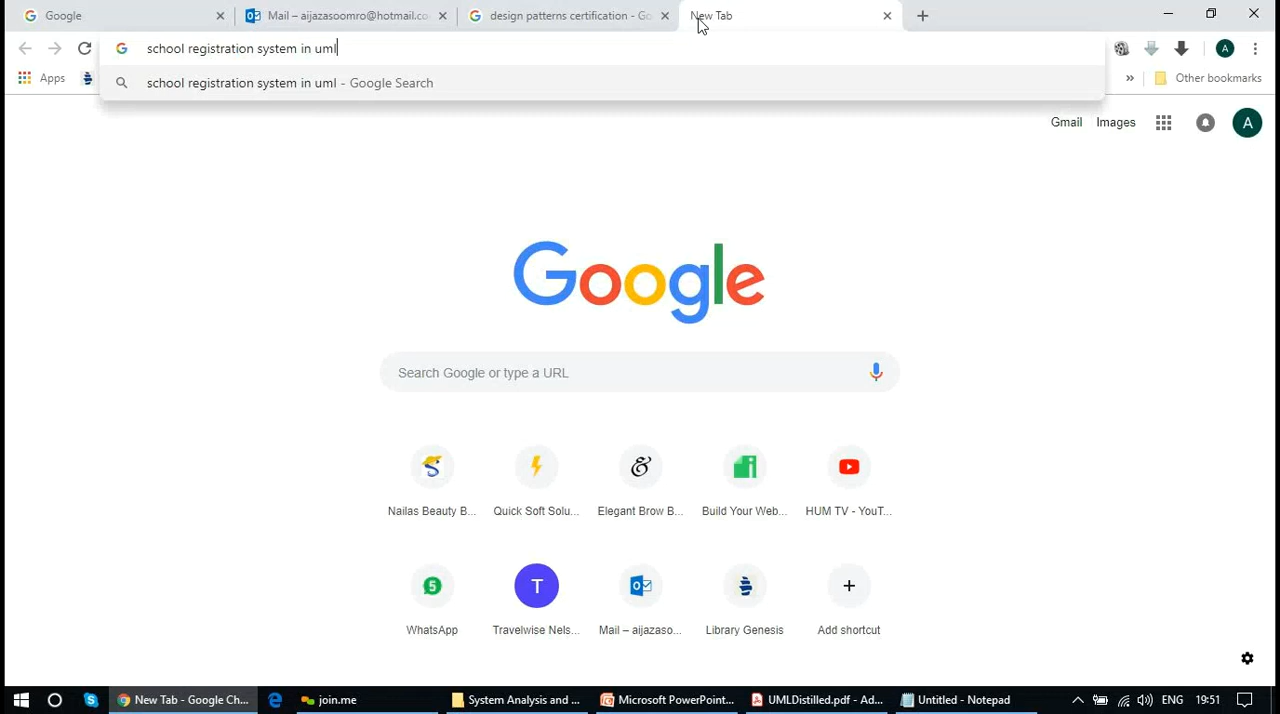 Google
Mail – aijazasoomro@hotmail.co
design patterns certification - Go
New Tab
school registration system in uml
A
Apps
school registration system in uml - Google Search
»
Other bookmarks
Gmail
Images
A
Google
Search Google or type a URL
Nailas Beauty B...
Quick Soft Solu...
Elegant Brow B...
Build Your Web...
HUM TV - YouT...
5
T
WhatsApp
Travelwise Nels...
Mail – aijazaso...
Library Genesis
Add shortcut
New Tab - Google Ch...
join.me
System Analysis and ...
Microsoft PowerPoint...
UMLDistilled.pdf - Ad...
Untitled - Notepad
ENG
19:51